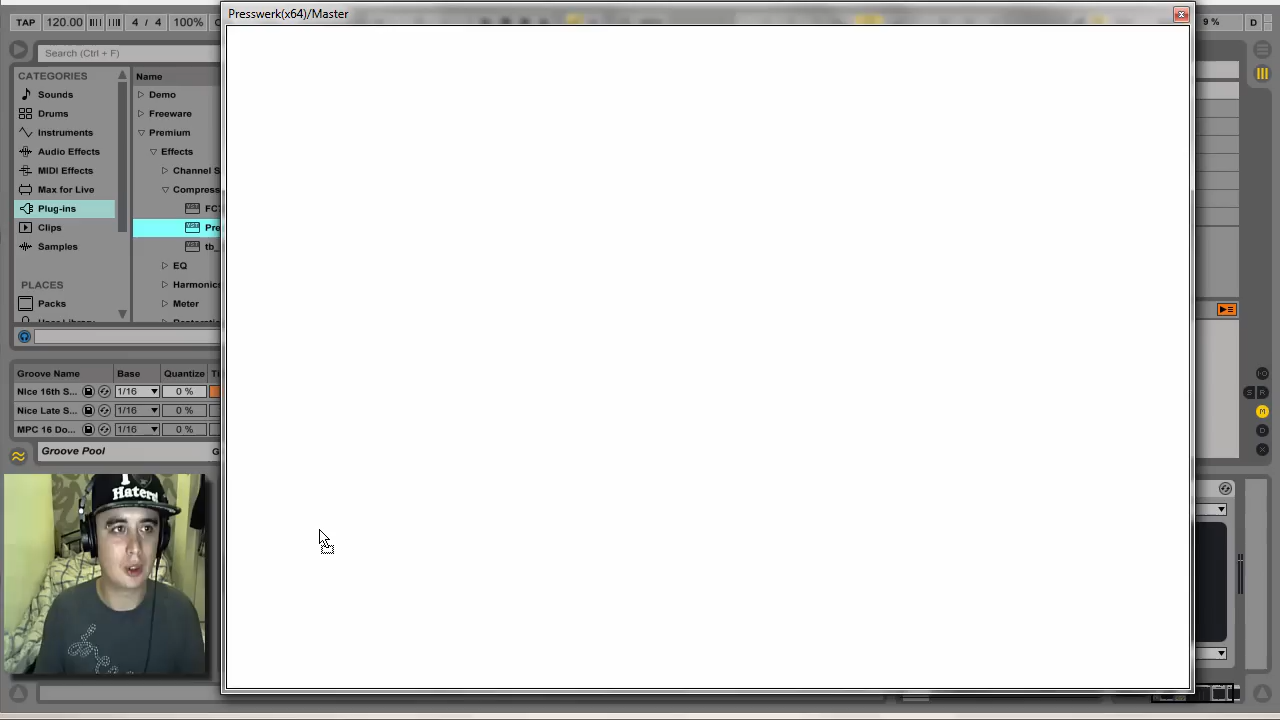 Presswerk(x64)/Master
TAP 120.00 4 / 4 100%
9 %
D
Search (Ctrl + F)
CATEGORIES
Sounds
Drums
Instruments
Audio Effects
MIDI Effects
Max for Live
Plug-ins
Clips
Samples
PLACES
Packs
Name
Demo
Freeware
Premium
Effects
Channel S
Compress
FC
Pre
tb_
EQ
Harmonics
Meter
Groove Name Base Quantize
Nice 16th S... 1/16 0 %
Nice Late S... 1/16 0 %
MPC 16 Do... 1/16 0 %
Groove Pool G
I
Haters!
S R
M
D
X